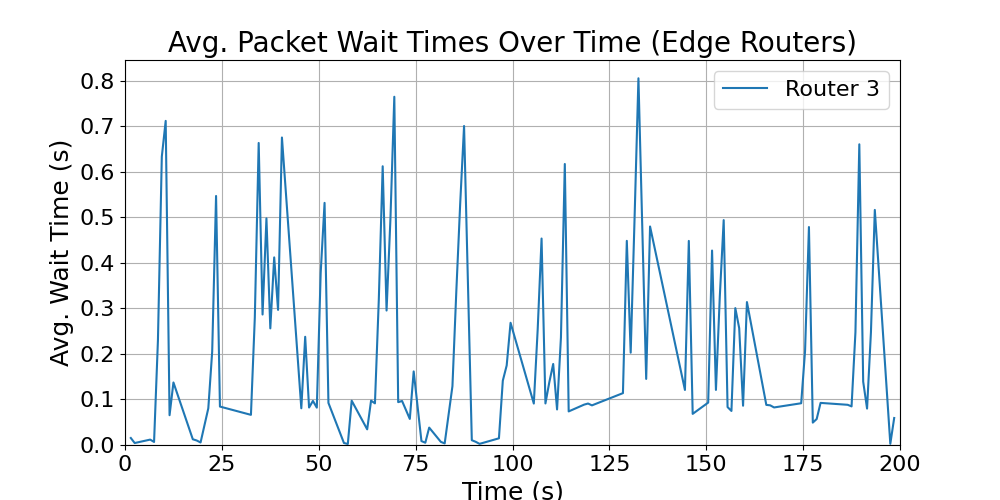 Avg. Packet Wait Times Over Time (Edge Routers)
Avg. Wait Time (s)
0.8
0.7
0.6
0.5
0.4
0.3
0.2
0.1
0.0
Router 3
0 25 50 75 100 125 150 175 200
Time (s)